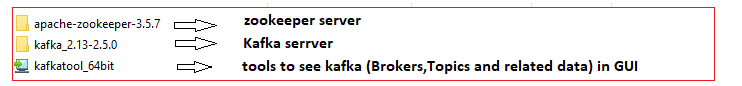 apache-zookeeper-3.5.7 zookeeper server
kafka_2.13-2.5.0 Kafka serrver
kafkatool_64bit tools to see kafka (Brokers,Topics and related data) in GUI